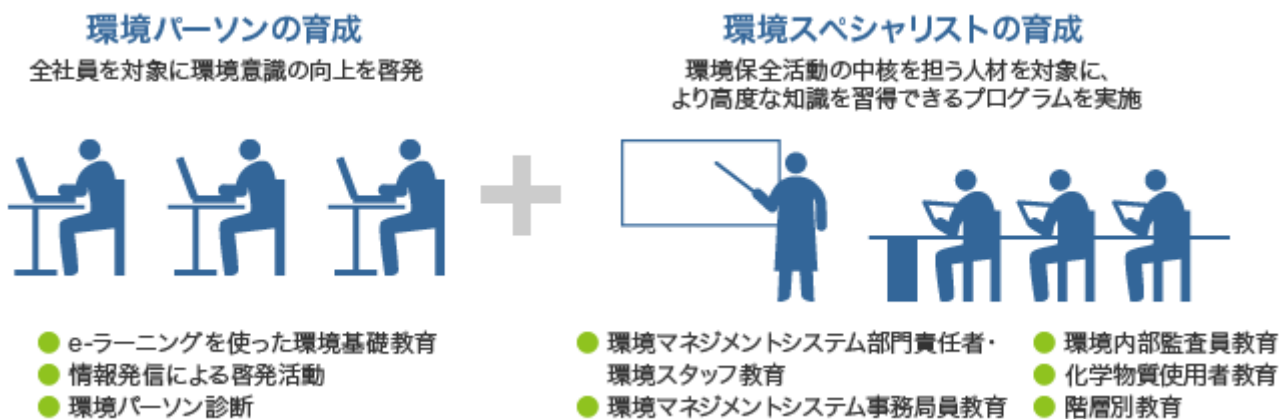 環境パーソンの育成
全社員を対象に環境意識の向上を啓発
e-ラーニングを使った環境基礎教育
情報発信による啓発活動
環境パーソン診断
環境スペシャリストの育成
環境保全活動の中核を担う人材を対象に、
より高度な知識を習得できるプログラムを実施
環境マネジメントシステム部門責任者・
環境スタッフ教育
環境マネジメントシステム事務局員教育
環境内部監査員教育
化学物質使用者教育
階層別教育